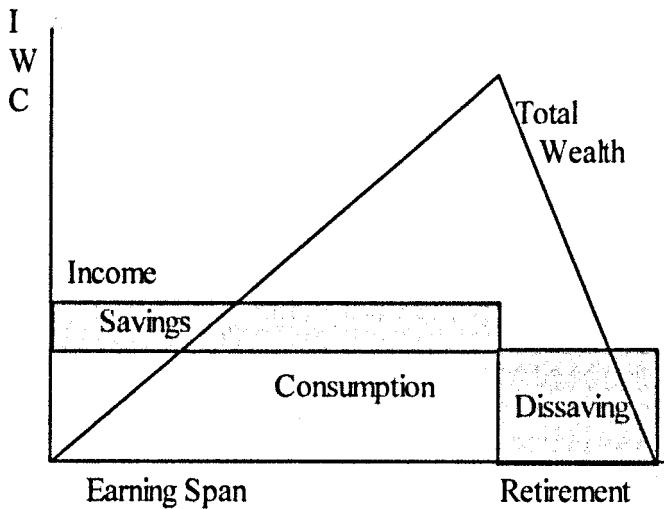 I
W
C
Total
Wealth
Income
Savings
Consumption
Dissaving
Earning Span
Retirement